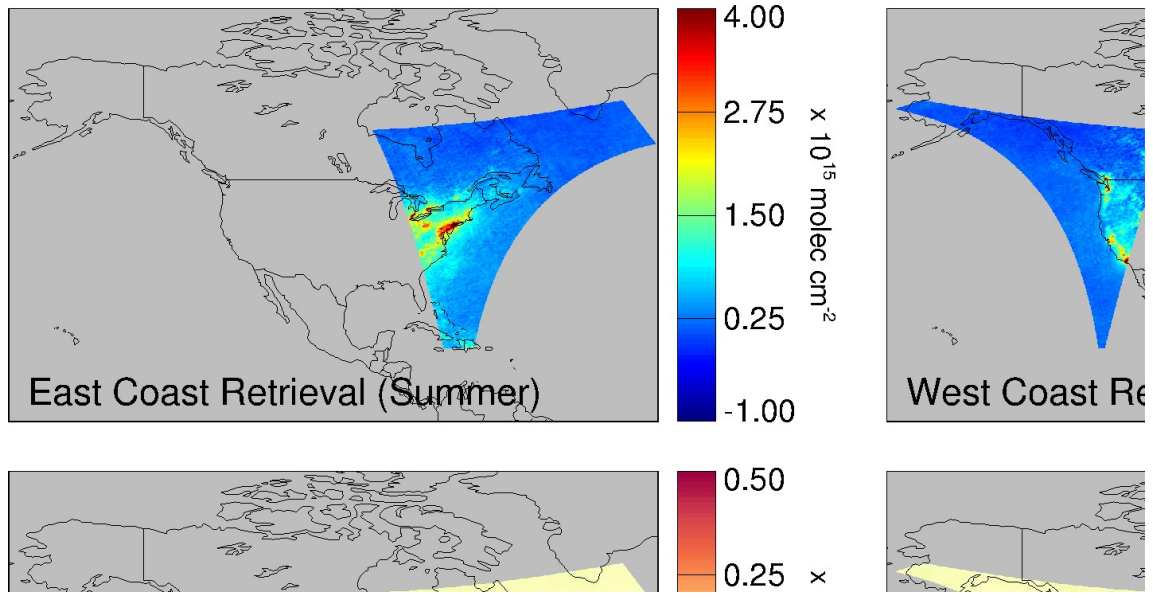 4.00
2.75
1.50
0.25
-1.00
x 10¹⁵ molec cm⁻²
East Coast Retrieval (Summer)
West Coast Re
0.50
0.25
x